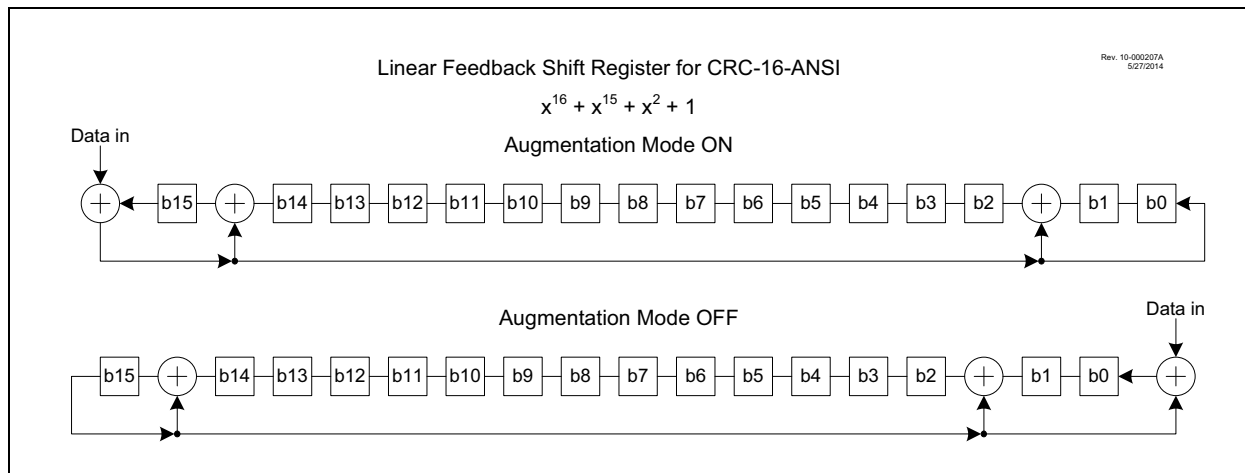 Linear Feedback Shift Register for CRC-16-ANSI
Rev. 10-000207A
5/27/2014
x16 + x15 + x2 + 1
Augmentation Mode ON
Data in
b15 b14 b13 b12 b11 b10 b9 b8 b7 b6 b5 b4 b3 b2 b1 b0
Augmentation Mode OFF
Data in
b15 b14 b13 b12 b11 b10 b9 b8 b7 b6 b5 b4 b3 b2 b1 b0